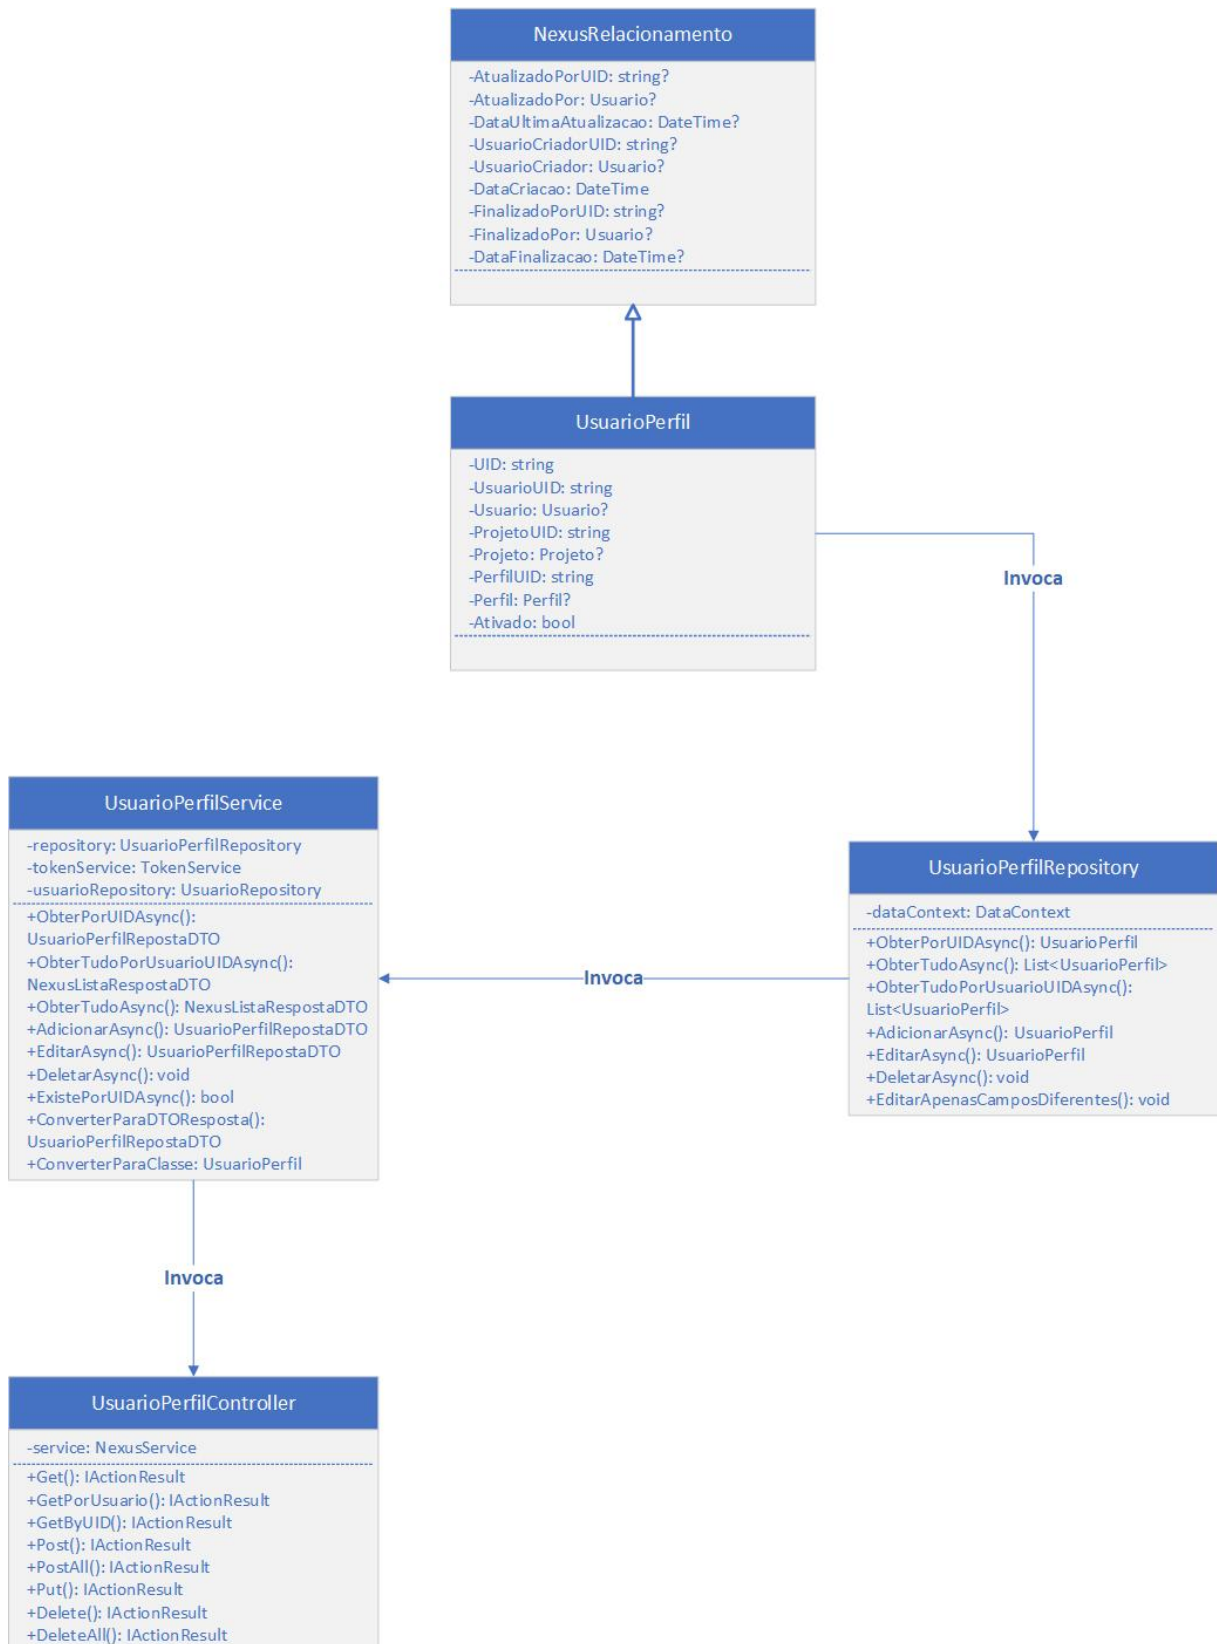 NexusRelacionamento
-AtualizadoPorUID: string?
-AtualizadoPor: Usuario?
-DataUltimaAtualizacao: DateTime?
-UsuarioCriadorUID: string?
-UsuarioCriador: Usuario?
-DataCriacao: DateTime
-FinalizadoPorUID: string?
-FinalizadoPor: Usuario?
-DataFinalizacao: DateTime?
UsuarioPerfil
-UID: string
-UsuarioUID: string
-Usuario: Usuario?
-ProjetoUID: string
-Projeto: Projeto?
-PerfilUID: string
-Perfil: Perfil?
-Ativado: bool
Invoca
UsuarioPerfilRepository
-dataContext: DataContext
+ObterPorUIDAsync(): UsuarioPerfil
+ObterTudoAsync(): List<UsuarioPerfil>
+ObterTudoPorUsuarioUIDAsync():
List<UsuarioPerfil>
+AdicionarAsync(): UsuarioPerfil
+EditarAsync(): UsuarioPerfil
+DeletarAsync(): void
+EditarApenasCamposDiferentes(): void
Invoca
UsuarioPerfilService
-repository: UsuarioPerfilRepository
-tokenService: TokenService
-usuarioRepository: UsuarioRepository
+ObterPorUIDAsync():
UsuarioPerfilRepostaDTO
+ObterTudoPorUsuarioUIDAsync():
NexusListaRespostaDTO
+ObterTudoAsync(): NexusListaRespostaDTO
+AdicionarAsync(): UsuarioPerfilRepostaDTO
+EditarAsync(): UsuarioPerfilRepostaDTO
+DeletarAsync(): void
+ExistePorUIDAsync(): bool
+ConverterParaDTOResposta():
UsuarioPerfilRepostaDTO
+ConverterParaClasse: UsuarioPerfil
Invoca
UsuarioPerfilController
-service: NexusService
+Get(): IActionResult
+GetPorUsuario(): IActionResult
+GetByUID(): IActionResult
+Post(): IActionResult
+PostAll(): IActionResult
+Put(): IActionResult
+Delete(): IActionResult
+DeleteAll(): IActionResult